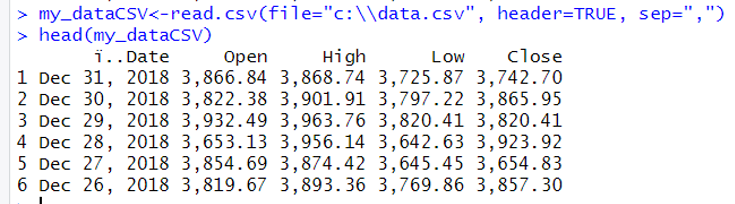 > my_dataCSV<-read.csv(file="c:\\data.csv", header=TRUE, sep=",")
> head(my_dataCSV)
ï..Date Open High Low Close
1 Dec 31, 2018 3,866.84 3,868.74 3,725.87 3,742.70
2 Dec 30, 2018 3,822.38 3,901.91 3,797.22 3,865.95
3 Dec 29, 2018 3,932.49 3,963.76 3,820.41 3,820.41
4 Dec 28, 2018 3,653.13 3,956.14 3,642.63 3,923.92
5 Dec 27, 2018 3,854.69 3,874.42 3,645.45 3,654.83
6 Dec 26, 2018 3,819.67 3,893.36 3,769.86 3,857.30